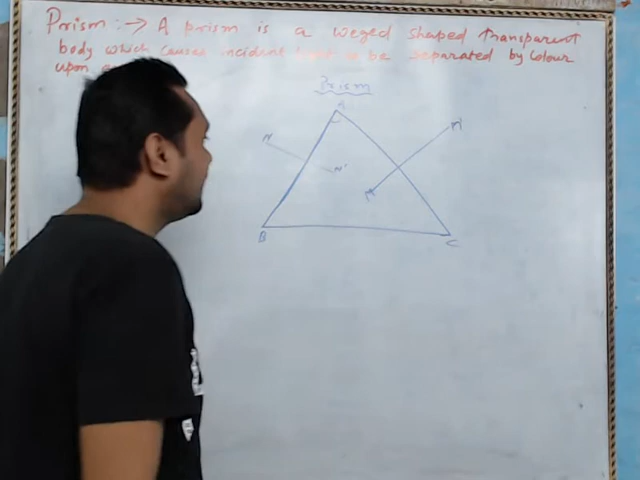 Prism :→ A prism is a weged shaped Transparent
body which causes incident light to be separated by Colour
upon
Prism
A
N
N'
B
C